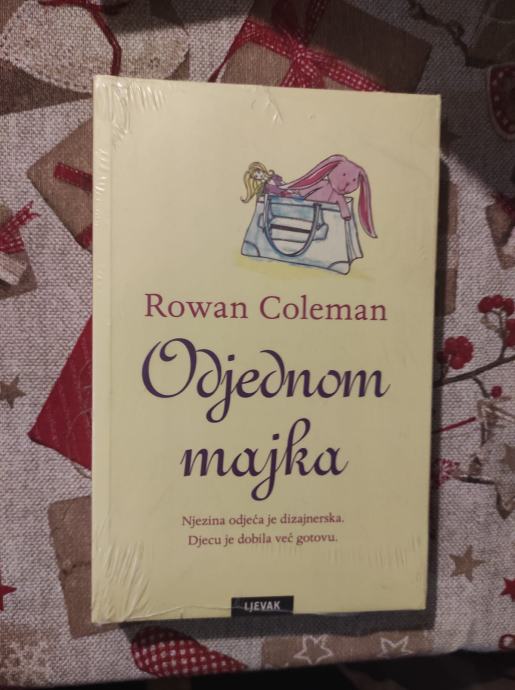 Rowan Coleman
Odjednom
majka
Njezina odjeća je dizajnerska.
Djecu je dobila već gotovu.
LJEVAK